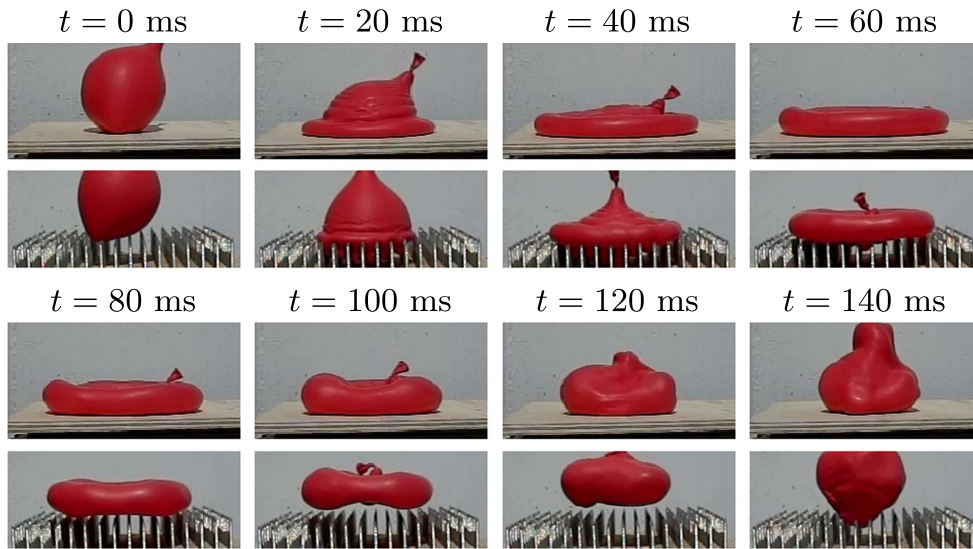 t = 0 ms t = 20 ms t = 40 ms t = 60 ms
t = 80 ms t = 100 ms t = 120 ms t = 140 ms